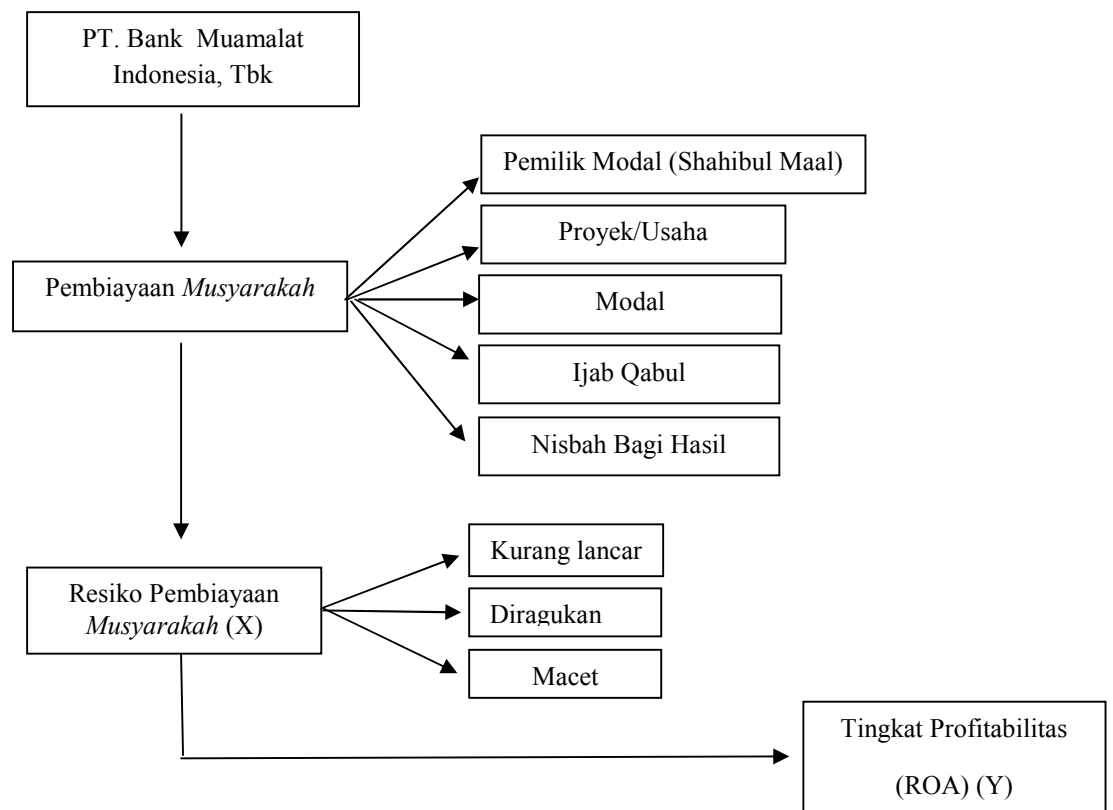 PT. Bank Muamalat
Indonesia, Tbk
Pemilik Modal (Shahibul Maal)
Proyek/Usaha
Pembiayaan Musyarakah
Modal
Ijab Qabul
Nisbah Bagi Hasil
Kurang lancar
Resiko Pembiayaan
Musyarakah (X)
Diragukan
Macet
Tingkat Profitabilitas
(ROA) (Y)